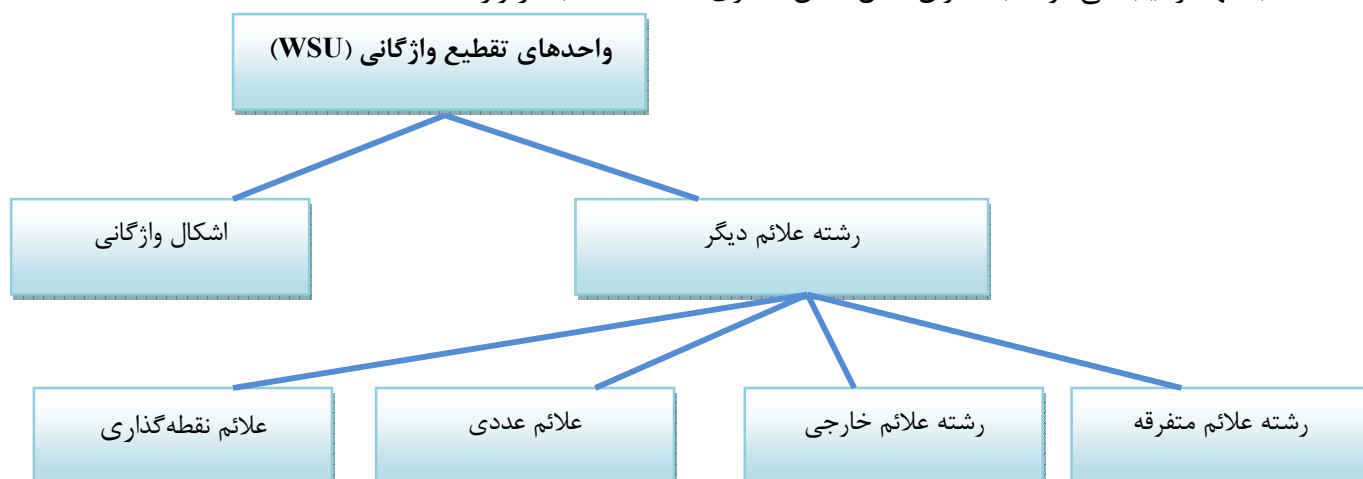 واحدهای تقطیع واژگانی (WSU)
رشته علائم دیگر
اشکال واژگانی
رشته علائم متفرقه
رشته علائم خارجی
علائم عددی
علائم نقطه‌گذاری